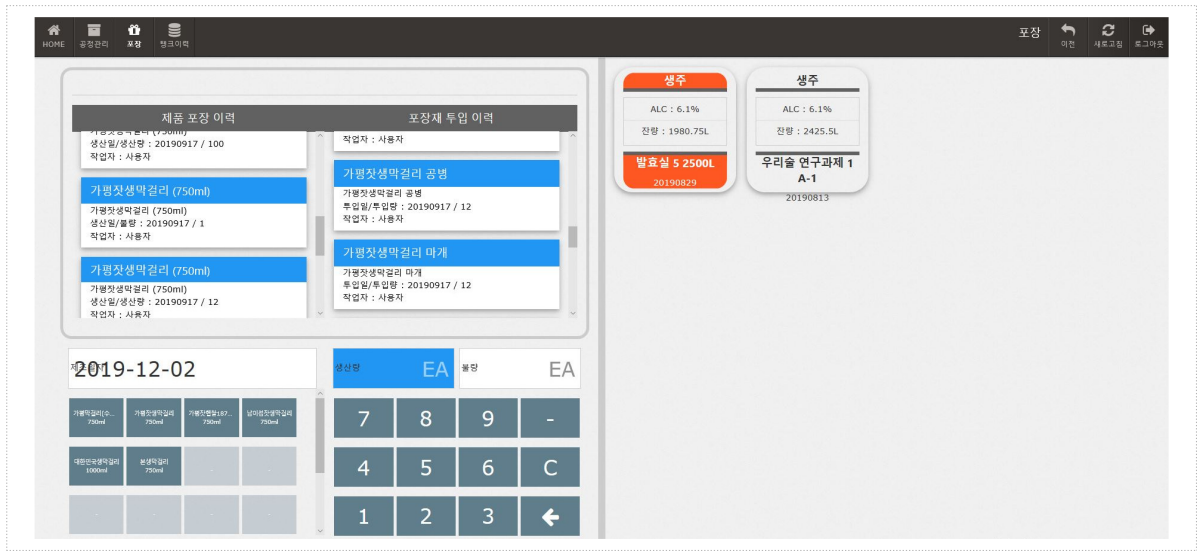 HOME
공정관리
포장
탱크이력
포장
이전
새로고침
로그아웃
제품 포장 이력
포장재 투입 이력
가평잣생막걸리 (750ml)
생산일/생산량 : 20190917 / 100
작업자 : 사용자
가평잣생막걸리 (750ml)
가평잣생막걸리 (750ml)
생산일/불량 : 20190917 / 1
작업자 : 사용자
가평잣생막걸리 (750ml)
가평잣생막걸리 (750ml)
생산일/생산량 : 20190917 / 12
작업자 : 사용자
작업자 : 사용자
가평잣생막걸리 공병
가평잣생막걸리 공병
투입일/투입량 : 20190917 / 12
작업자 : 사용자
가평잣생막걸리 마개
가평잣생막걸리 마개
투입일/투입량 : 20190917 / 12
작업자 : 사용자
생주
ALC : 6.1%
잔량 : 1980.75L
발효실 5 2500L
20190829
생주
ALC : 6.1%
잔량 : 2425.5L
우리술 연구과제 1
A-1
20190813
2019-12-02
생산량 EA
불량 EA
750ml
가평잣생막걸리
750ml
750ml
750ml
대한민국생막걸리
1000ml
본생막걸리
750ml
7 8 9 -
4 5 6 C
1 2 3